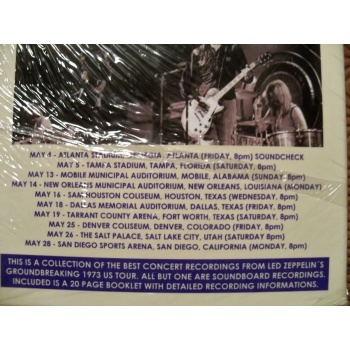 MAY 4 - ATLANTA STADIUM, ATLANTA (FRIDAY, 8pm) SOUNDCHECK
MAY 5 - TAMPA STADIUM, TAMPA, FLORIDA (SATURDAY, 8pm)
MAY 13 - MOBILE MUNICIPAL AUDITORIUM, MOBILE, ALABAMA (SUNDAY, 8pm)
MAY 14 - NEW ORLEANS MUNICIPAL AUDITORIUM, NEW ORLEANS, LOUISIANA (MONDAY)
MAY 16 - SAM HOUSTON COLISEUM, HOUSTON, TEXAS (WEDNESDAY, 8pm)
MAY 18 - DALLAS MEMORIAL AUDITORIUM, DALLAS, TEXAS (FRIDAY, 8pm)
MAY 19 - TARRANT COUNTY ARENA, FORT WORTH, TEXAS (SATURDAY, 8pm)
MAY 25 - DENVER COLISEUM, DENVER, COLORADO (FRIDAY, 8pm)
MAY 26 - THE SALT PALACE, SALT LAKE CITY, UTAH (SATURDAY, 8pm)
MAY 28 - SAN DIEGO SPORTS ARENA, SAN DIEGO, CALIFORNIA (MONDAY, 8pm)
THIS IS A COLLECTION OF THE BEST CONCERT RECORDINGS FROM LED ZEPPELIN´S
GROUNDBREAKING 1973 US TOUR. ALL BUT ONE ARE SOUNDBOARD RECORDINGS.
INCLUDED IS A 20 PAGE BOOKLET WITH DETAILED RECORDING INFORMATIONS.